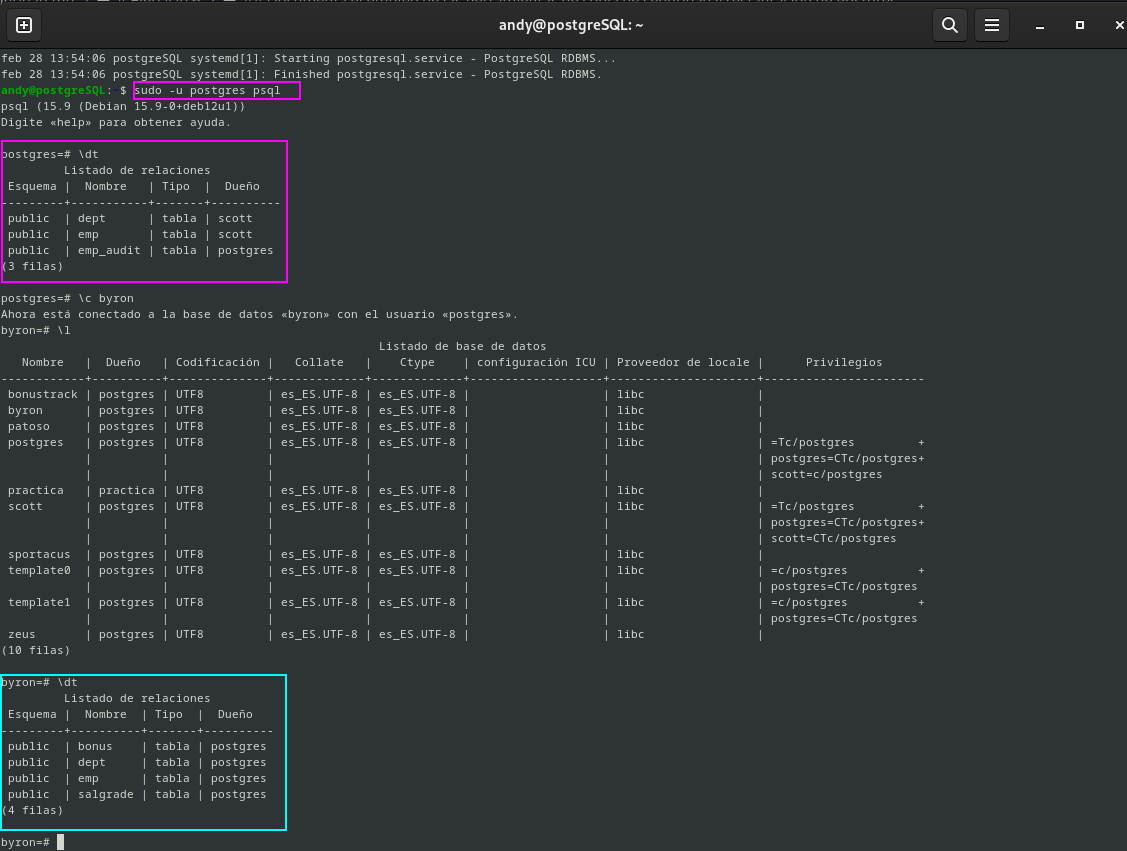 andy@postgreSQL: ~
feb 28 13:54:06 postgreSQL systemd[1]: Starting postgresql.service - PostgreSQL RDBMS...
feb 28 13:54:06 postgreSQL systemd[1]: Finished postgresql.service - PostgreSQL RDBMS.
andy@postgreSQL:~$ sudo -u postgres psql
psql (15.9 (Debian 15.9-0+deb12u1))
Digite «help» para obtener ayuda.
postgres=# \dt
Listado de relaciones
Esquema |  Nombre   | Tipo  |  Dueño
---------+-----------+-------+----------
public  | dept      | tabla | scott
public  | emp       | tabla | scott
public  | emp_audit | tabla | postgres
(3 filas)
postgres=# \c byron
Ahora está conectado a la base de datos «byron» con el usuario «postgres».
byron=# \l
Listado de base de datos
Nombre   |  Dueño   | Codificación |   Collate   |    Ctype    | configuración ICU | Proveedor de locale |      Privilegios
------------+----------+--------------+-------------+-------------+-------------------+---------------------+-----------------------
bonustrack | postgres | UTF8         | es_ES.UTF-8 | es_ES.UTF-8 |                   | libc                |
byron      | postgres | UTF8         | es_ES.UTF-8 | es_ES.UTF-8 |                   | libc                |
patoso     | postgres | UTF8         | es_ES.UTF-8 | es_ES.UTF-8 |                   | libc                |
postgres   | postgres | UTF8         | es_ES.UTF-8 | es_ES.UTF-8 |                   | libc                | =Tc/postgres         +
|          |              |             |             |                   |                     | postgres=CTc/postgres+
|          |              |             |             |                   |                     | scott=c/postgres
practica   | practica | UTF8         | es_ES.UTF-8 | es_ES.UTF-8 |                   | libc                |
scott      | postgres | UTF8         | es_ES.UTF-8 | es_ES.UTF-8 |                   | libc                | =Tc/postgres         +
|          |              |             |             |                   |                     | postgres=CTc/postgres+
|          |              |             |             |                   |                     | scott=CTc/postgres
sportacus  | postgres | UTF8         | es_ES.UTF-8 | es_ES.UTF-8 |                   | libc                |
template0  | postgres | UTF8         | es_ES.UTF-8 | es_ES.UTF-8 |                   | libc                | =c/postgres          +
|          |              |             |             |                   |                     | postgres=CTc/postgres
template1  | postgres | UTF8         | es_ES.UTF-8 | es_ES.UTF-8 |                   | libc                | =c/postgres          +
|          |              |             |             |                   |                     | postgres=CTc/postgres
zeus       | postgres | UTF8         | es_ES.UTF-8 | es_ES.UTF-8 |                   | libc                |
(10 filas)
byron=# \dt
Listado de relaciones
Esquema |  Nombre  | Tipo  |  Dueño
---------+----------+-------+----------
public  | bonus    | tabla | postgres
public  | dept     | tabla | postgres
public  | emp      | tabla | postgres
public  | salgrade | tabla | postgres
(4 filas)
byron=#